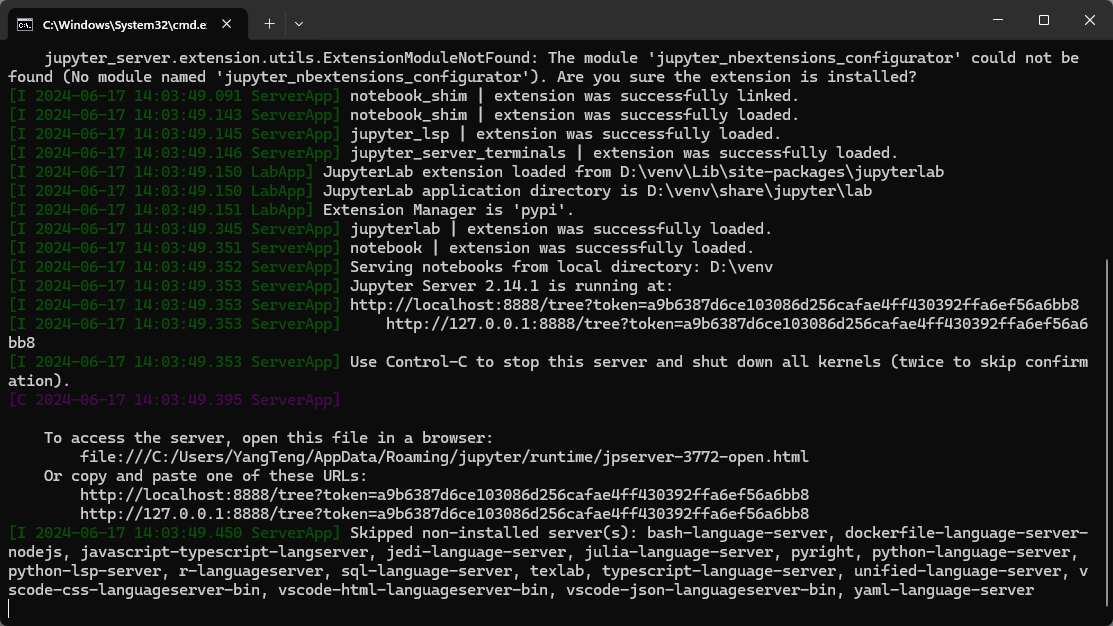 C:\Windows\System32\cmd.e
jupyter_server.extension.utils.ExtensionModuleNotFound: The module 'jupyter_nbextensions_configurator' could not be
found (No module named 'jupyter_nbextensions_configurator'). Are you sure the extension is installed?
[I 2024-06-17 14:03:49.091 ServerApp] notebook_shim | extension was successfully linked.
[I 2024-06-17 14:03:49.143 ServerApp] notebook_shim | extension was successfully loaded.
[I 2024-06-17 14:03:49.145 ServerApp] jupyter_lsp | extension was successfully loaded.
[I 2024-06-17 14:03:49.146 ServerApp] jupyter_server_terminals | extension was successfully loaded.
[I 2024-06-17 14:03:49.150 LabApp] JupyterLab extension loaded from D:\venv\Lib\site-packages\jupyterlab
[I 2024-06-17 14:03:49.150 LabApp] JupyterLab application directory is D:\venv\share\jupyter\lab
[I 2024-06-17 14:03:49.151 LabApp] Extension Manager is 'pypi'.
[I 2024-06-17 14:03:49.345 ServerApp] jupyterlab | extension was successfully loaded.
[I 2024-06-17 14:03:49.351 ServerApp] notebook | extension was successfully loaded.
[I 2024-06-17 14:03:49.352 ServerApp] Serving notebooks from local directory: D:\venv
[I 2024-06-17 14:03:49.353 ServerApp] Jupyter Server 2.14.1 is running at:
[I 2024-06-17 14:03:49.353 ServerApp] http://localhost:8888/tree?token=a9b6387d6ce103086d256cafae4ff430392ffa6ef56a6bb8
[I 2024-06-17 14:03:49.353 ServerApp]     http://127.0.0.1:8888/tree?token=a9b6387d6ce103086d256cafae4ff430392ffa6ef56a6
bb8
[I 2024-06-17 14:03:49.353 ServerApp] Use Control-C to stop this server and shut down all kernels (twice to skip confirm
ation).
[C 2024-06-17 14:03:49.395 ServerApp]
To access the server, open this file in a browser:
file:///C:/Users/YangTeng/AppData/Roaming/jupyter/runtime/jpserver-3772-open.html
Or copy and paste one of these URLs:
http://localhost:8888/tree?token=a9b6387d6ce103086d256cafae4ff430392ffa6ef56a6bb8
http://127.0.0.1:8888/tree?token=a9b6387d6ce103086d256cafae4ff430392ffa6ef56a6bb8
[I 2024-06-17 14:03:49.450 ServerApp] Skipped non-installed server(s): bash-language-server, dockerfile-language-server-
nodejs, javascript-typescript-langserver, jedi-language-server, julia-language-server, pyright, python-language-server,
python-lsp-server, r-languageserver, sql-language-server, texlab, typescript-language-server, unified-language-server, v
scode-css-languageserver-bin, vscode-html-languageserver-bin, vscode-json-languageserver-bin, yaml-language-server